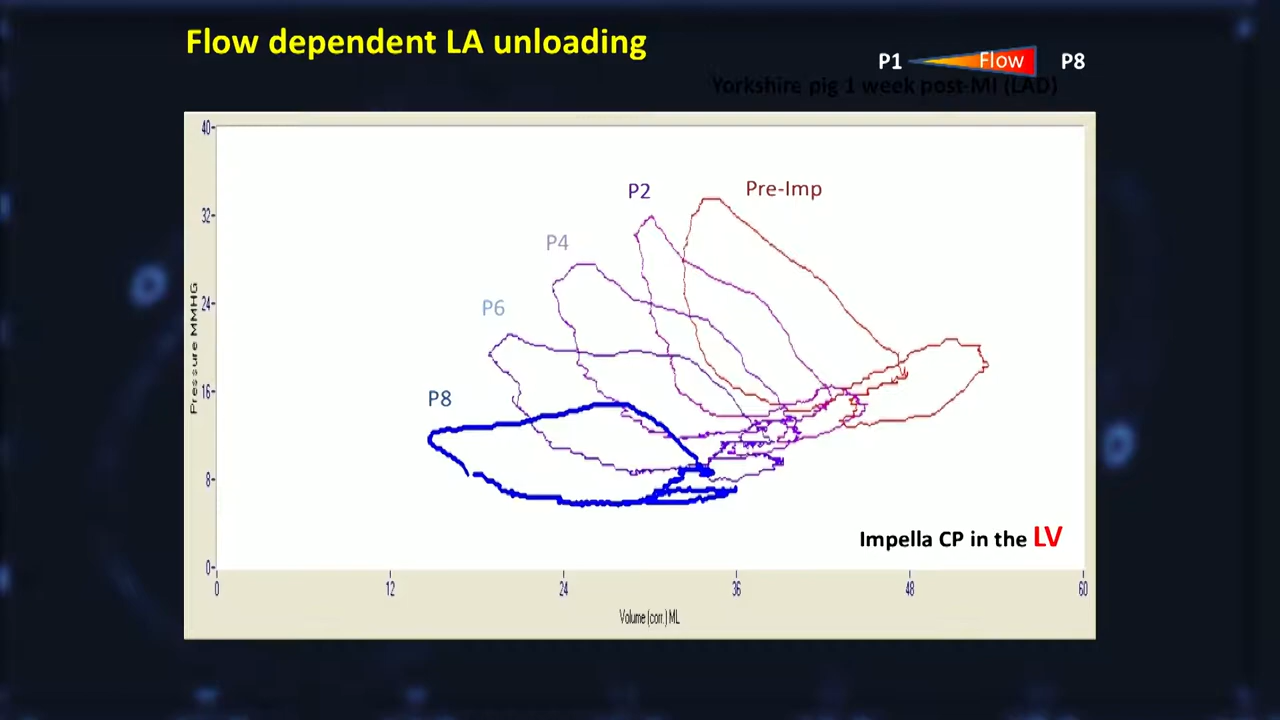 Flow dependent LA unloading
P1 Flow P8
Yorkshire pig 1 week post-MI (LAD)
40
32
24
16
8
0
Pressure MMHG
Pre-Imp
P2
P4
P6
P8
Impella CP in the LV
0 12 24 36 48 60
Volume (corr.) ML